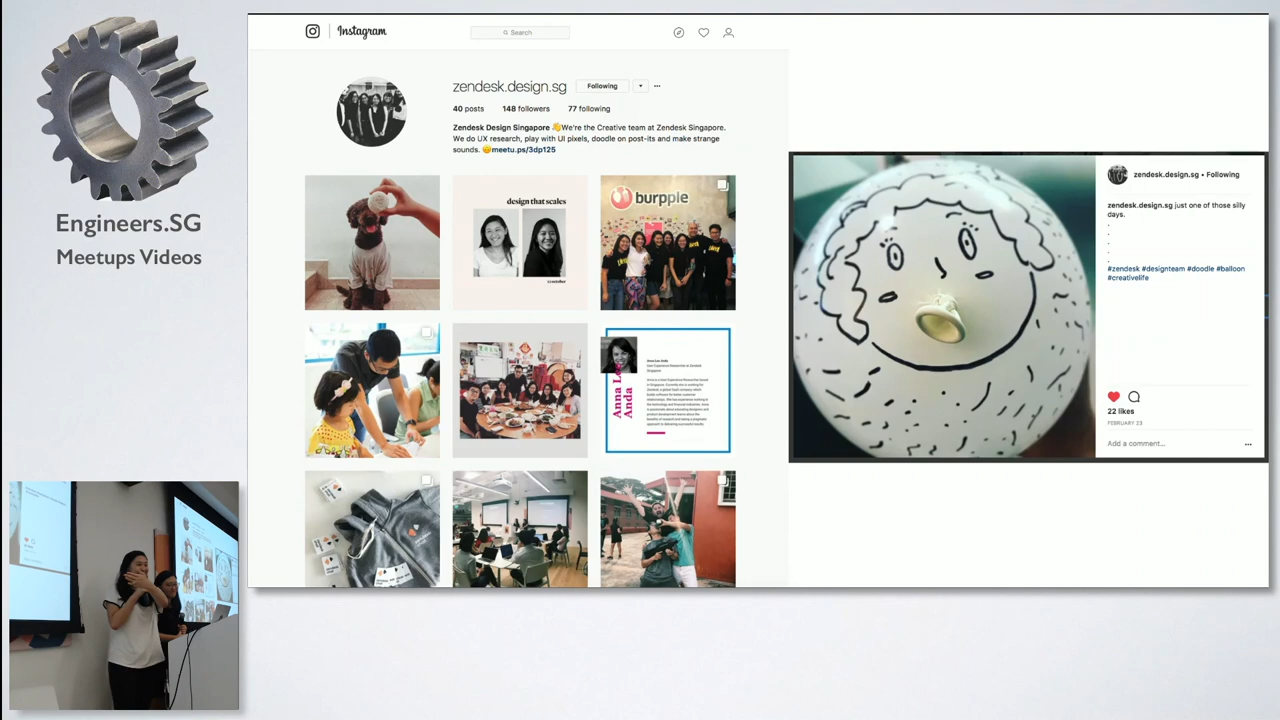 Engineers.SG
Meetups Videos
Instagram
Search
zendesk.design.sg
Following
40 posts
148 followers
77 following
Zendesk Design Singapore 👋We're the Creative team at Zendesk Singapore.
We do UX research, play with UI pixels, doodle on post-its and make strange
sounds. 😊meetu.ps/3dp125
design that scales
burpple
Anna Lee
Anda
zendesk.design.sg • Following
zendesk.design.sg just one of those silly
days.
.
.
.
.
#zendesk #designteam #doodle #balloon
#creativelife
22 likes
FEBRUARY 23
Add a comment...